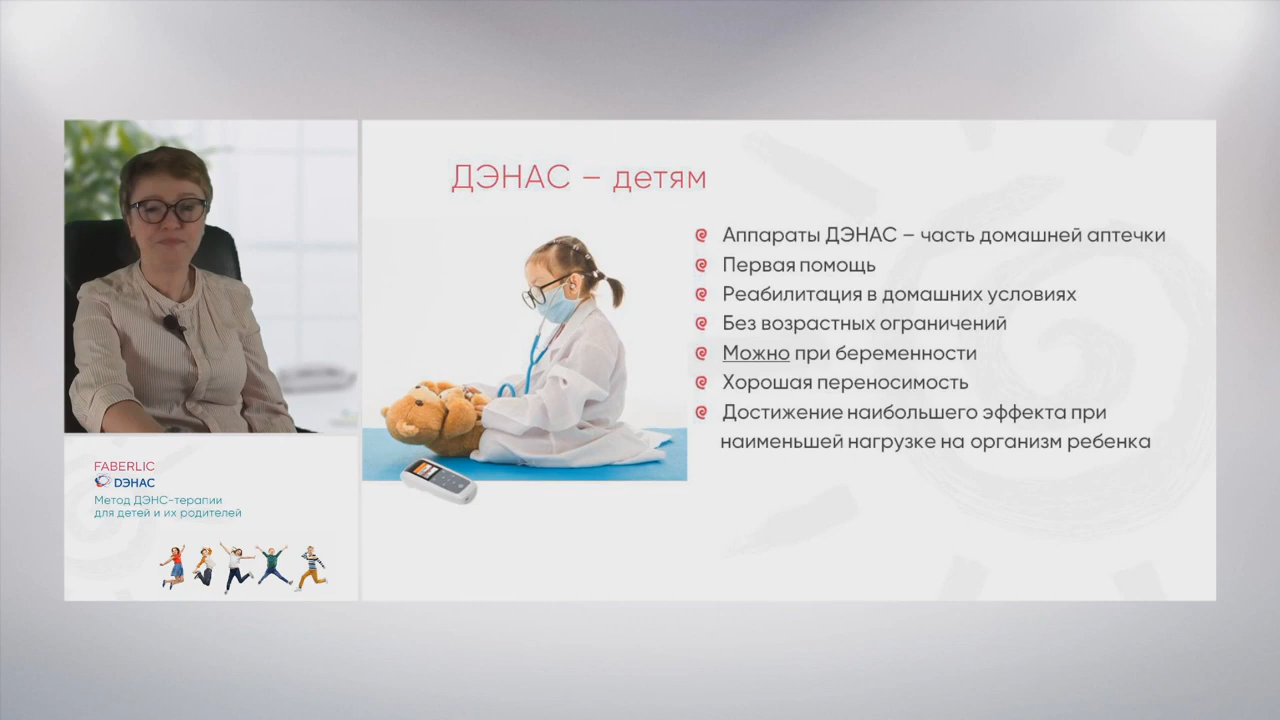 ДЭНАС – детям
Аппараты ДЭНАС – часть домашней аптечки
Первая помощь
Реабилитация в домашних условиях
Без возрастных ограничений
Можно при беременности
Хорошая переносимость
Достижение наибольшего эффекта при
наименьшей нагрузке на организм ребенка
FABERLIC
DЭНАС
Метод ДЭНС-терапии
для детей и их родителей